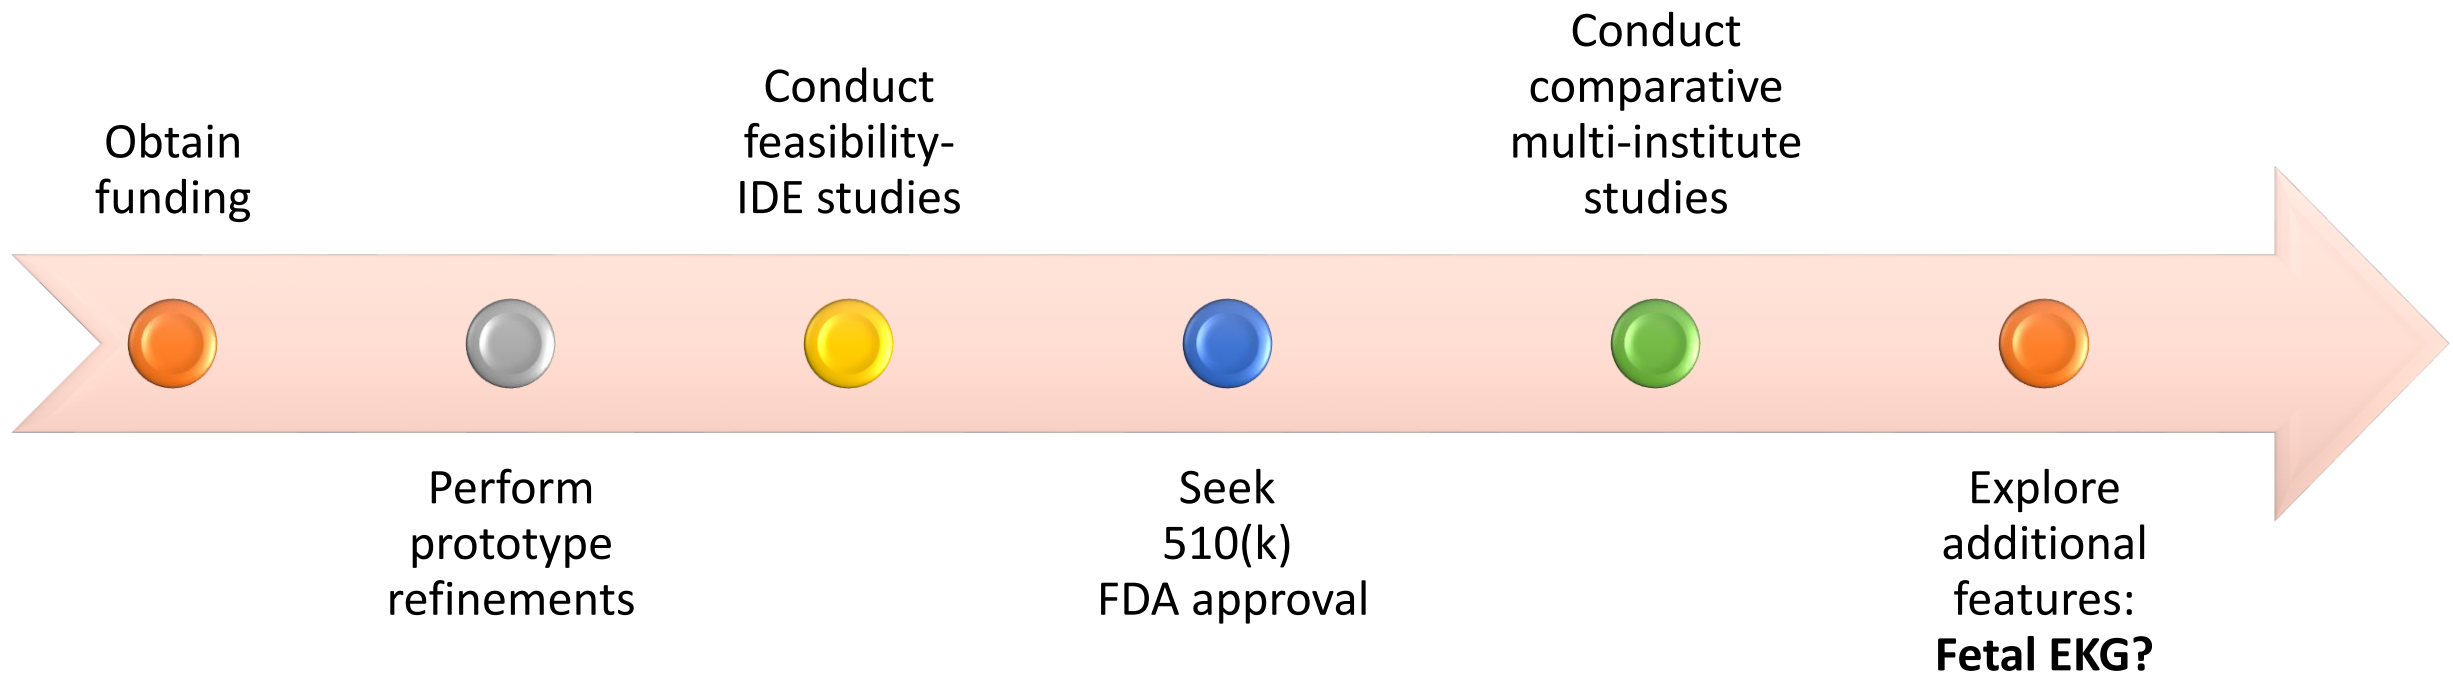 Obtain
funding
Perform
prototype
refinements
Conduct
feasibility-
IDE studies
Seek
510(k)
FDA approval
Conduct
comparative
multi-institute
studies
Explore
additional
features:
Fetal EKG?